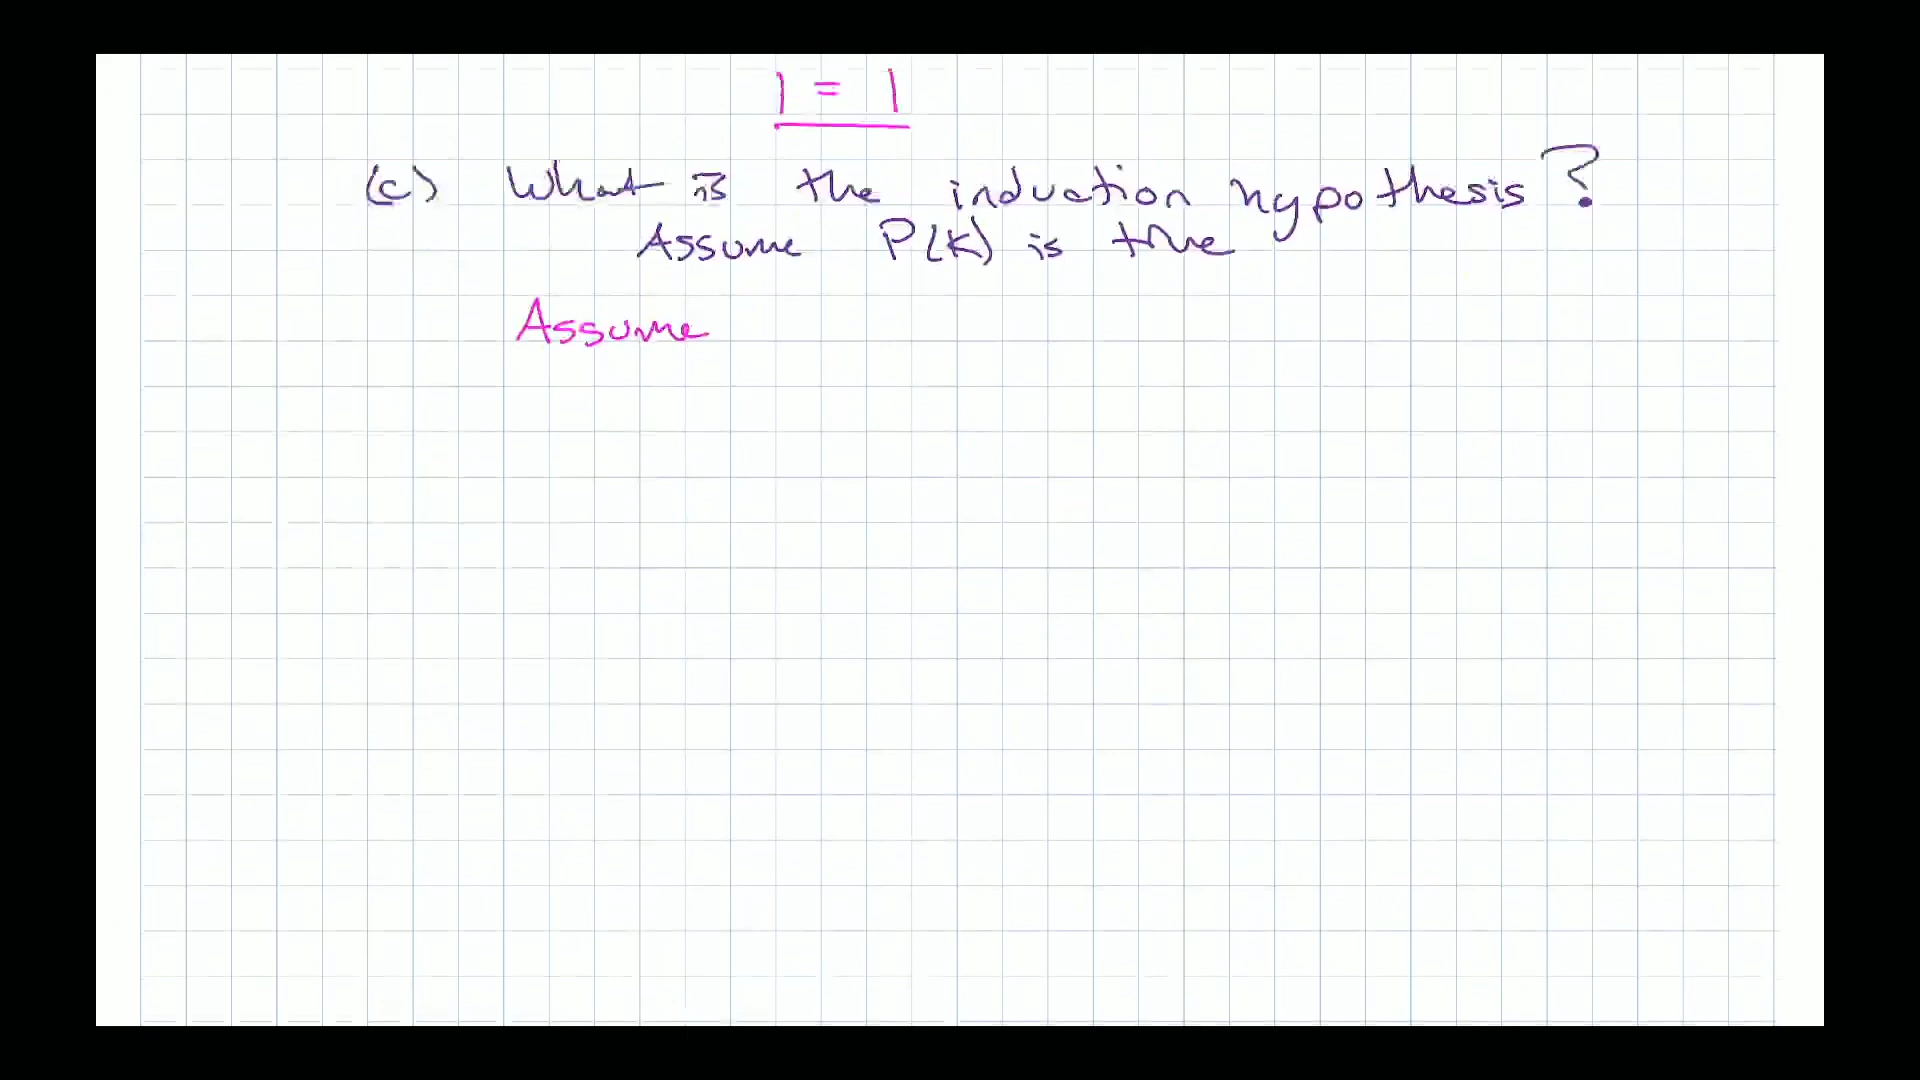 1 = 1
(c) What is the induction hypothesis?
Assume P(K) is true
Assume